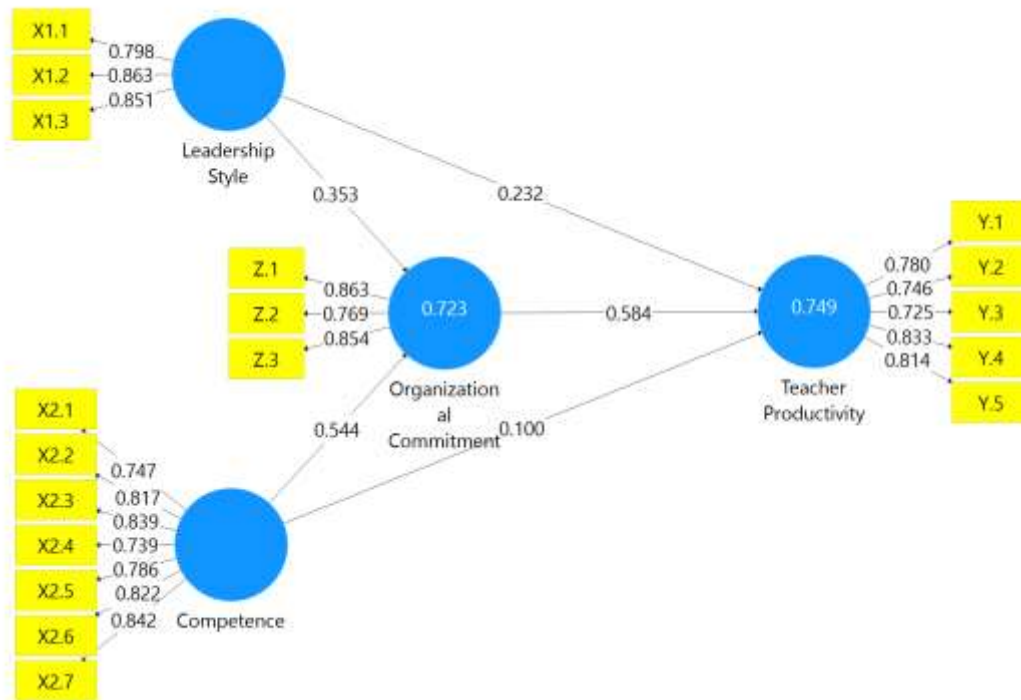 X1.1
X1.2
X1.3
0.798
0.863
0.851
Leadership
Style
0.353
0.232
Z.1
Z.2
Z.3
0.863
0.769
0.854
0.723
Organization
al
Commitment
0.584
0.749
Teacher
Productivity
0.780
0.746
0.725
0.833
0.814
Y.1
Y.2
Y.3
Y.4
Y.5
0.544
0.100
X2.1
X2.2
X2.3
X2.4
X2.5
X2.6
X2.7
0.747
0.817
0.839
0.739
0.786
0.822
0.842
Competence